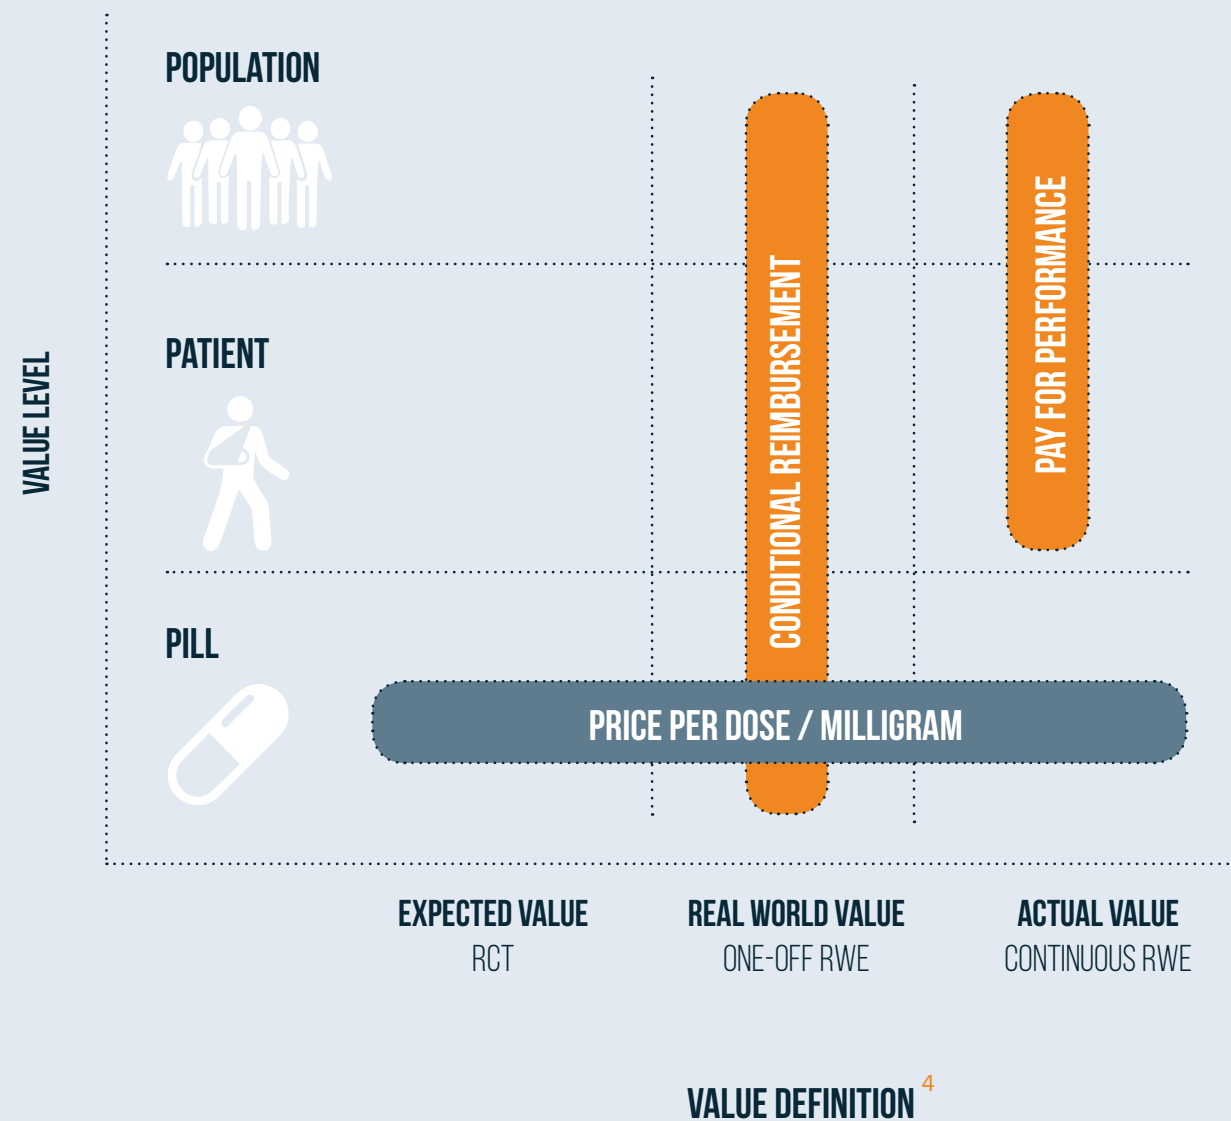 POPULATION
PATIENT
PILL
VALUE LEVEL
CONDITIONAL REIMBURSEMENT
PAY FOR PERFORMANCE
PRICE PER DOSE / MILLIGRAM
EXPECTED VALUE
RCT
REAL WORLD VALUE
ONE-OFF RWE
ACTUAL VALUE
CONTINUOUS RWE
VALUE DEFINITION 4